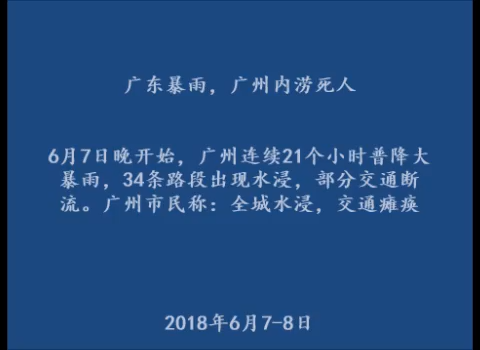 广东暴雨，广州内涝死人
6月7日晚开始，广州连续21个小时普降大
暴雨，34条路段出现水浸，部分交通断
流。广州市民称：全城水浸，交通瘫痪
2018年6月7-8日